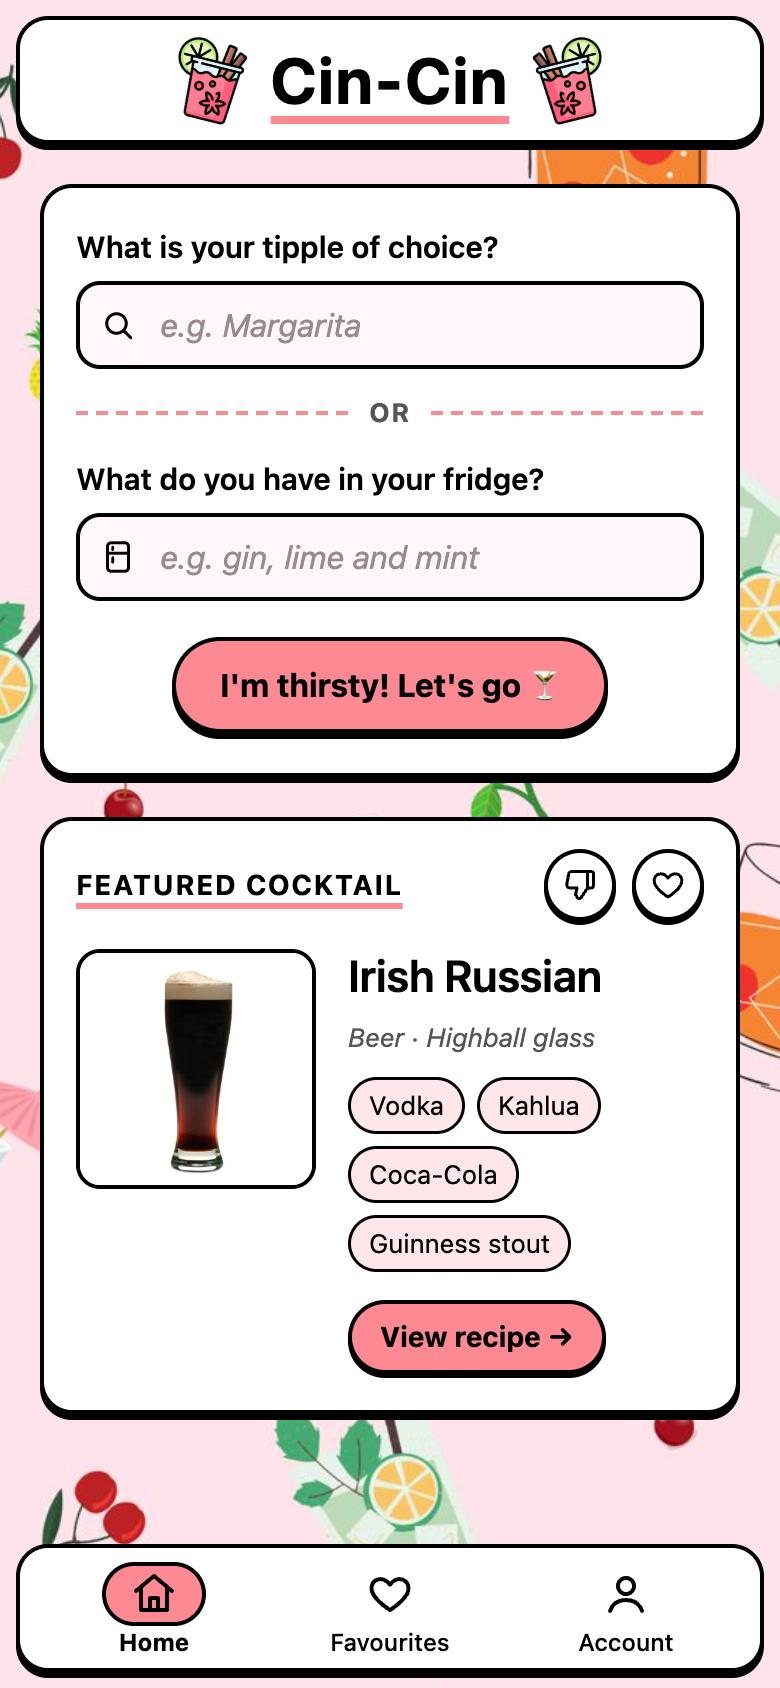 Cin-Cin
What is your tipple of choice?
e.g. Margarita
OR
What do you have in your fridge?
e.g. gin, lime and mint
I'm thirsty! Let's go 🍸
FEATURED COCKTAIL
Irish Russian
Beer · Highball glass
Vodka Kahlua
Coca-Cola
Guinness stout
View recipe →
Home Favourites Account